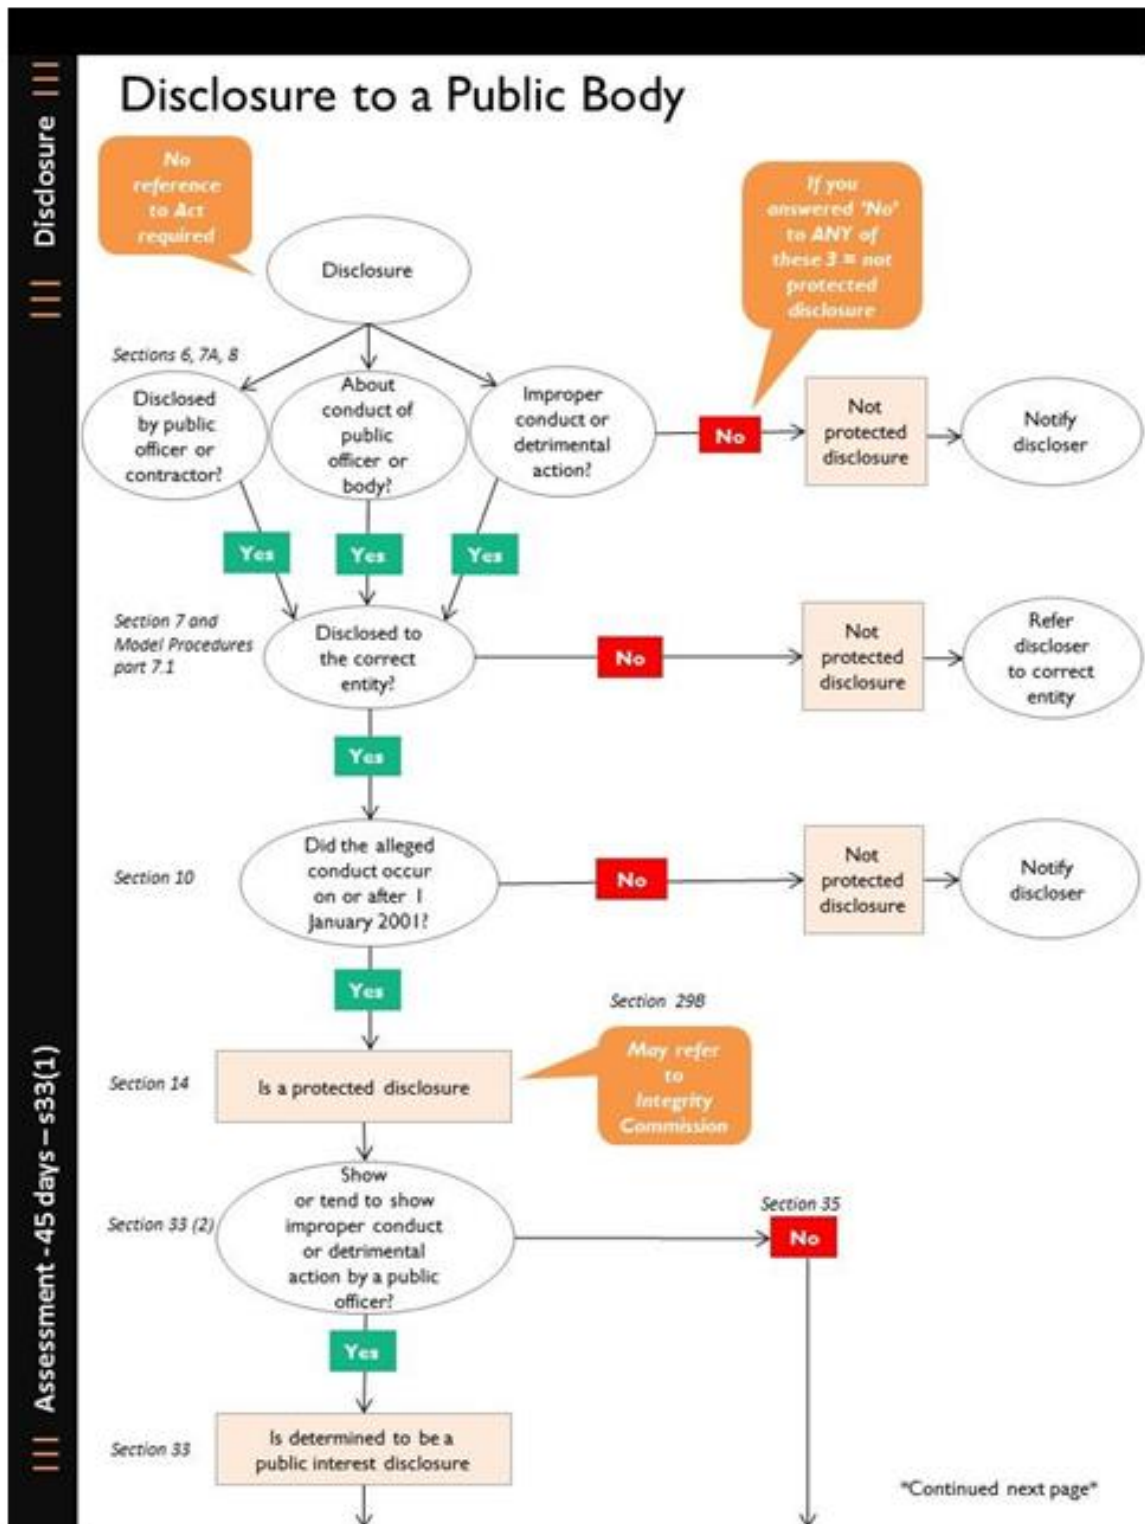 Disclosure to a Public Body
Disclosure
No
reference
to Act
required
If you
answered 'No'
to ANY of
these 3 = not
protected
disclosure
Disclosure
Sections 6, 7A, 8
Disclosed
by public
officer or
contractor?
About
conduct of
public
officer or
body?
Improper
conduct or
detrimental
action?
No
Not
protected
disclosure
Notify
discloser
Yes
Yes
Yes
Section 7 and
Model Procedures
part 7.1
Disclosed to
the correct
entity?
No
Not
protected
disclosure
Refer
discloser
to correct
entity
Yes
Section 10
Did the alleged
conduct occur
on or after 1
January 2001?
No
Not
protected
disclosure
Notify
discloser
Yes
Section 29B
May refer
to
Integrity
Commission
Assessment -45 days – s33(1)
Section 14
Is a protected disclosure
Section 33 (2)
Show
or tend to show
improper conduct
or detrimental
action by a public
officer?
Section 35
No
Yes
Section 33
Is determined to be a
public interest disclosure
*Continued next page*